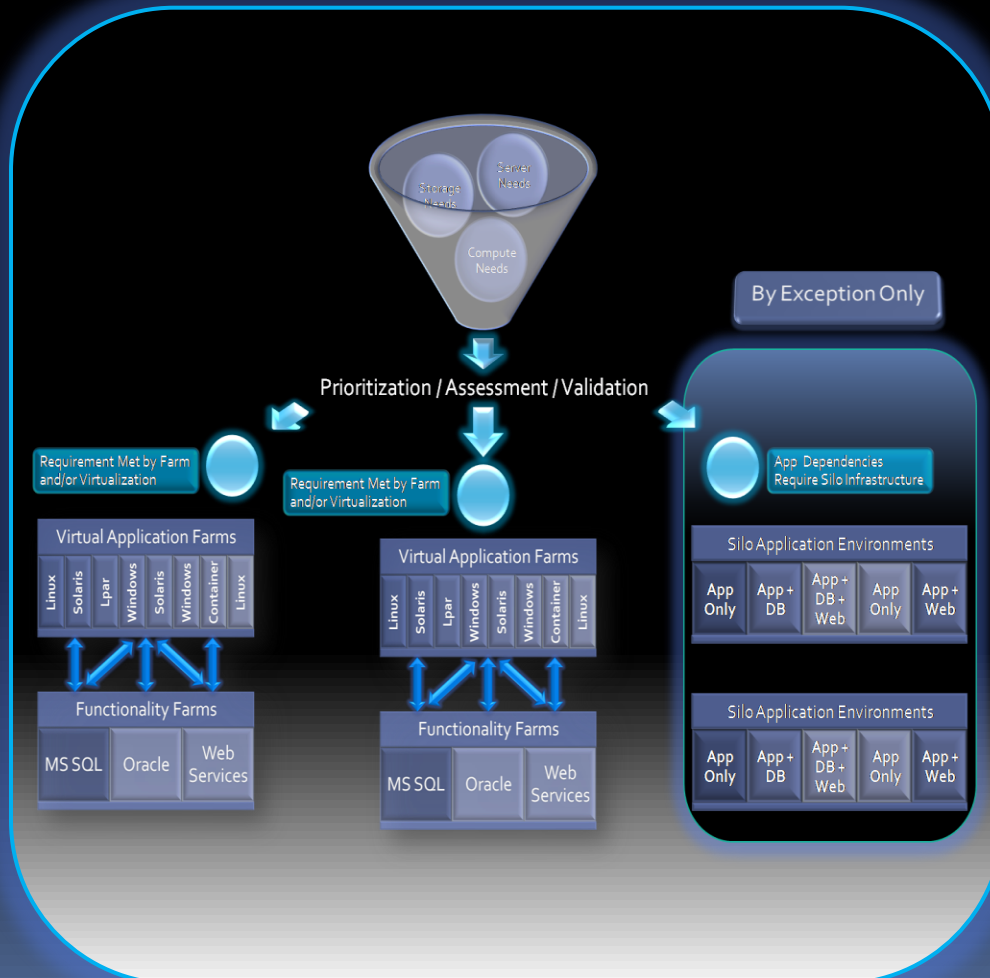 Server
Needs
Storage
Needs
Compute
Needs
By Exception Only
Prioritization / Assessment / Validation
Requirement Met by Farm
and/or Virtualization
Requirement Met by Farm
and/or Virtualization
App Dependencies
Require Silo Infrastructure
Virtual Application Farms
Linux
Solaris
Lpar
Windows
Solaris
Windows
Container
Linux
Functionality Farms
MS SQL
Oracle
Web
Services
Virtual Application Farms
Linux
Solaris
Lpar
Windows
Solaris
Windows
Container
Linux
Functionality Farms
MS SQL
Oracle
Web
Services
Silo Application Environments
App
Only
App +
DB
App +
DB +
Web
App
Only
App +
Web
Silo Application Environments
App
Only
App +
DB
App +
DB +
Web
App
Only
App +
Web